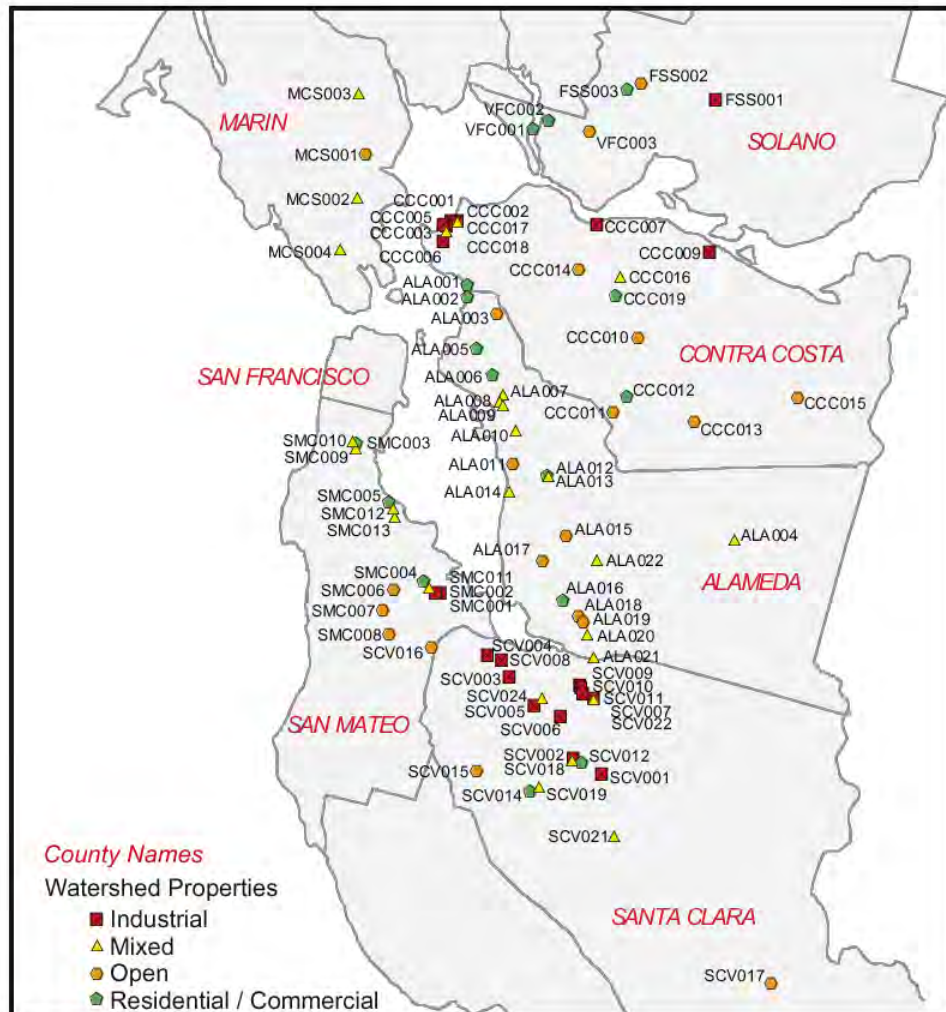 FSS002
FSS003
FSS001
MCS003
VFC002
MARIN
VFC001
VFC003
SOLANO
MCS001
MCS002
CCC001
CCC002
CCC005
CCC017
CCC007
CCC003
CCC018
MCS004
CCC006
CCC009
CCC014
CCC016
ALA001
CCC019
ALA002
ALA003
CCC010
ALA005
CONTRA COSTA
SAN FRANCISCO
ALA006
ALA007
CCC012
ALA008
CCC015
ALA009
CCC011
CCC013
ALA010
SMC010
SMC003
SMC009
ALA011
ALA012
ALA013
ALA014
SMC005
SMC012
SMC013
ALA015
ALA004
ALA017
ALA022
SMC004
SMC011
ALAMEDA
SMC006
SMC002
ALA016
SMC001
ALA018
SMC007
ALA019
SMC008
ALA020
SCV016
SCV004
SCV008
ALA021
SCV003
SCV009
SCV010
SCV024
SCV011
SCV005
SCV007
SAN MATEO
SCV006
SCV022
SCV002
SCV012
SCV018
SCV015
SCV001
SCV014
SCV019
SCV021
County Names
Watershed Properties
Industrial
SANTA CLARA
Mixed
Open
SCV017
Residential / Commercial